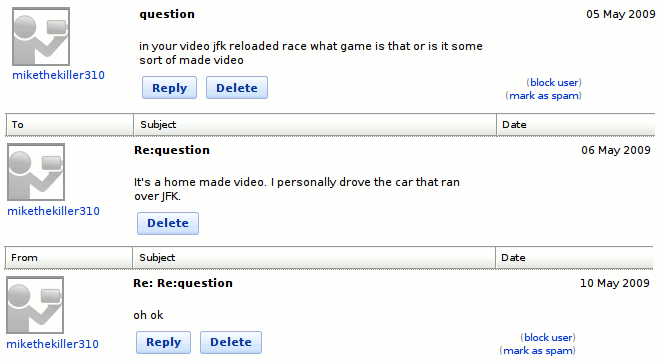 question 05 May 2009
in your video jfk reloaded race what game is that or is it some
sort of made video
mikethekiller310
Reply Delete (block user)
(mark as spam)
To Subject Date
Re:question 06 May 2009
It's a home made video. I personally drove the car that ran
over JFK.
mikethekiller310
Delete
From Subject Date
Re: Re:question 10 May 2009
oh ok
Reply Delete (block user)
mikethekiller310 (mark as spam)